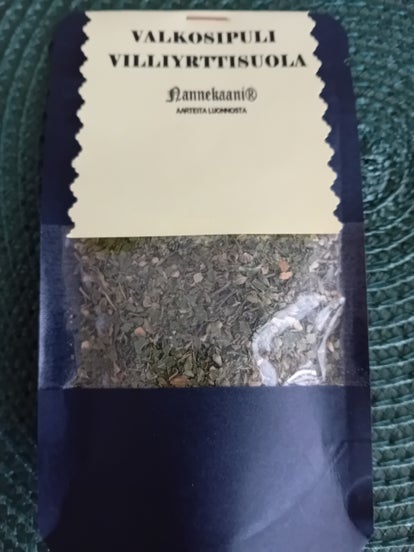 VALKOSIPULI
VILLIYRTTISUOLA
Nannekaani®
AARTEITA LUONNOSTA